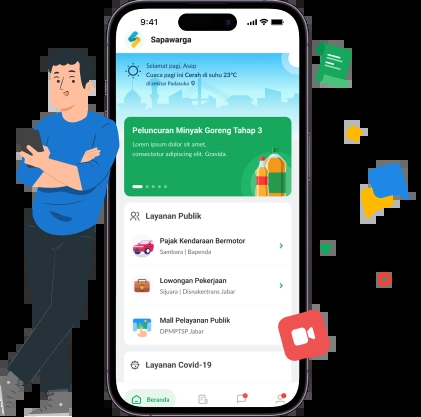 9:41
Sapawarga
Selamat pagi, Asep
Cuaca pagi ini Cerah di suhu 23°C
di sekitar Padasuka
Peluncuran Minyak Goreng Tahap 3
Lorem ipsum dolor sit amet,
consectetur adipiscing elit. Gravida.
Layanan Publik
Pajak Kendaraan Bermotor
Sambara | Bapenda
Lowongan Pekerjaan
Sijuara | Disnakertrans Jabar
Mall Pelayanan Publik
DPMPTSP Jabar
Layanan Covid-19
Beranda